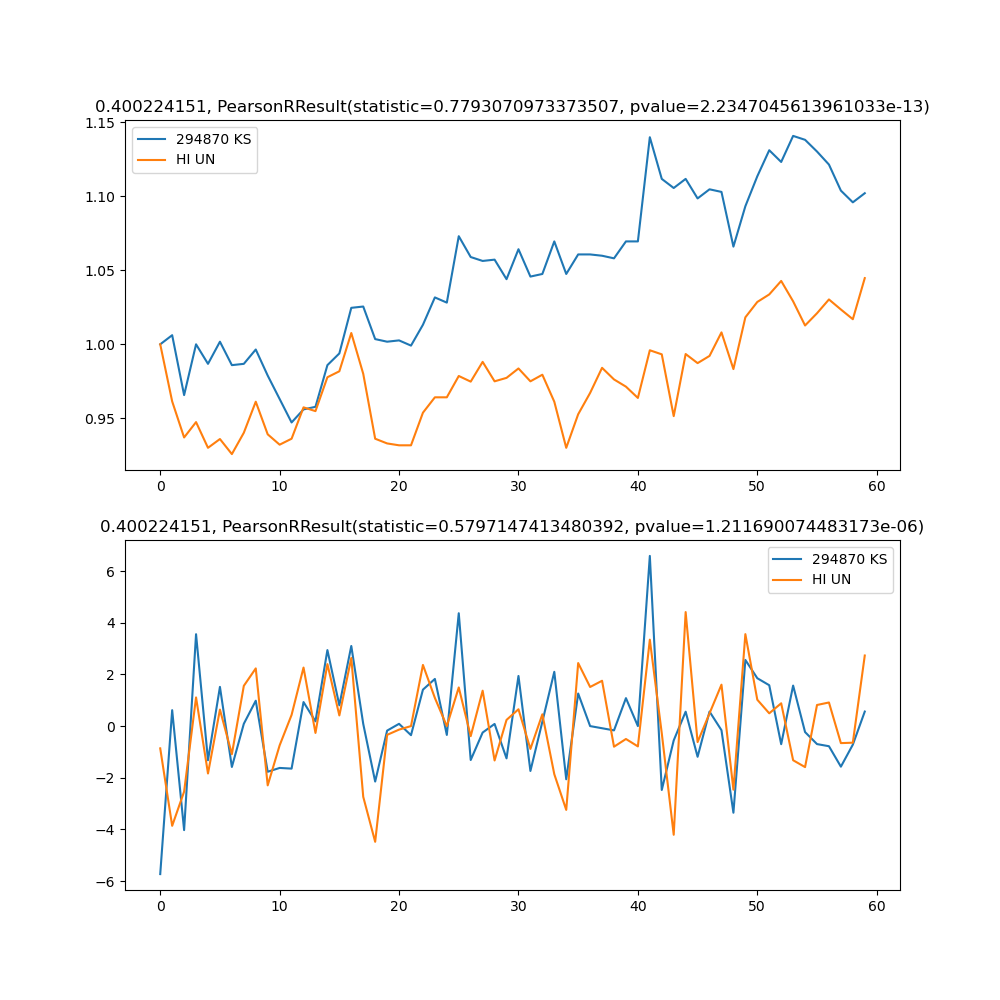 0.400224151, PearsonRResult(statistic=0.7793070973373507, pvalue=2.2347045613961033e-13)
1.15
1.10
1.05
1.00
0.95
294870 KS
HI UN
0 10 20 30 40 50 60
0.400224151, PearsonRResult(statistic=0.5797147413480392, pvalue=1.211690074483173e-06)
6
4
2
0
−2
−4
−6
294870 KS
HI UN
0 10 20 30 40 50 60